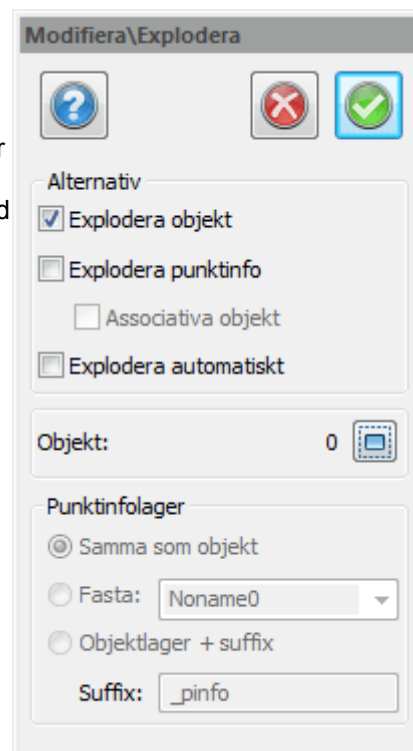 Modifiera\Explodera
r
Alternativ
d
Explodera objekt
Explodera punktinfo
Associativa objekt
Explodera automatiskt
Objekt: 0
Punktinfolager
Samma som objekt
Fasta: Noname0
Objektlager + suffix
Suffix: _pinfo